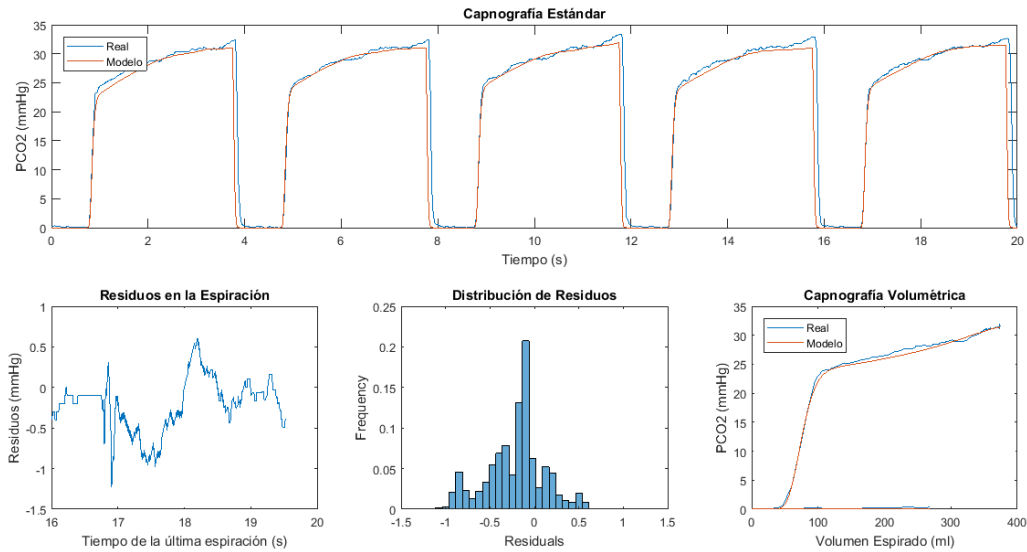 Capnografía Estándar
35
30
25
20
15
10
5
0
PCO2 (mmHg)
Real
Modelo
0 2 4 6 8 10 12 14 16 18 20
Tiempo (s)
Residuos en la Espiración
1
0.5
0
-0.5
-1
-1.5
Residuos (mmHg)
16 17 18 19 20
Tiempo de la última espiración (s)
Distribución de Residuos
0.25
0.2
0.15
0.1
0.05
0
Frequency
-1.5 -1 -0.5 0 0.5 1 1.5
Residuals
Capnografía Volumétrica
35
30
25
20
15
10
5
0
PCO2 (mmHg)
Real
Modelo
0 100 200 300 400
Volumen Espirado (ml)